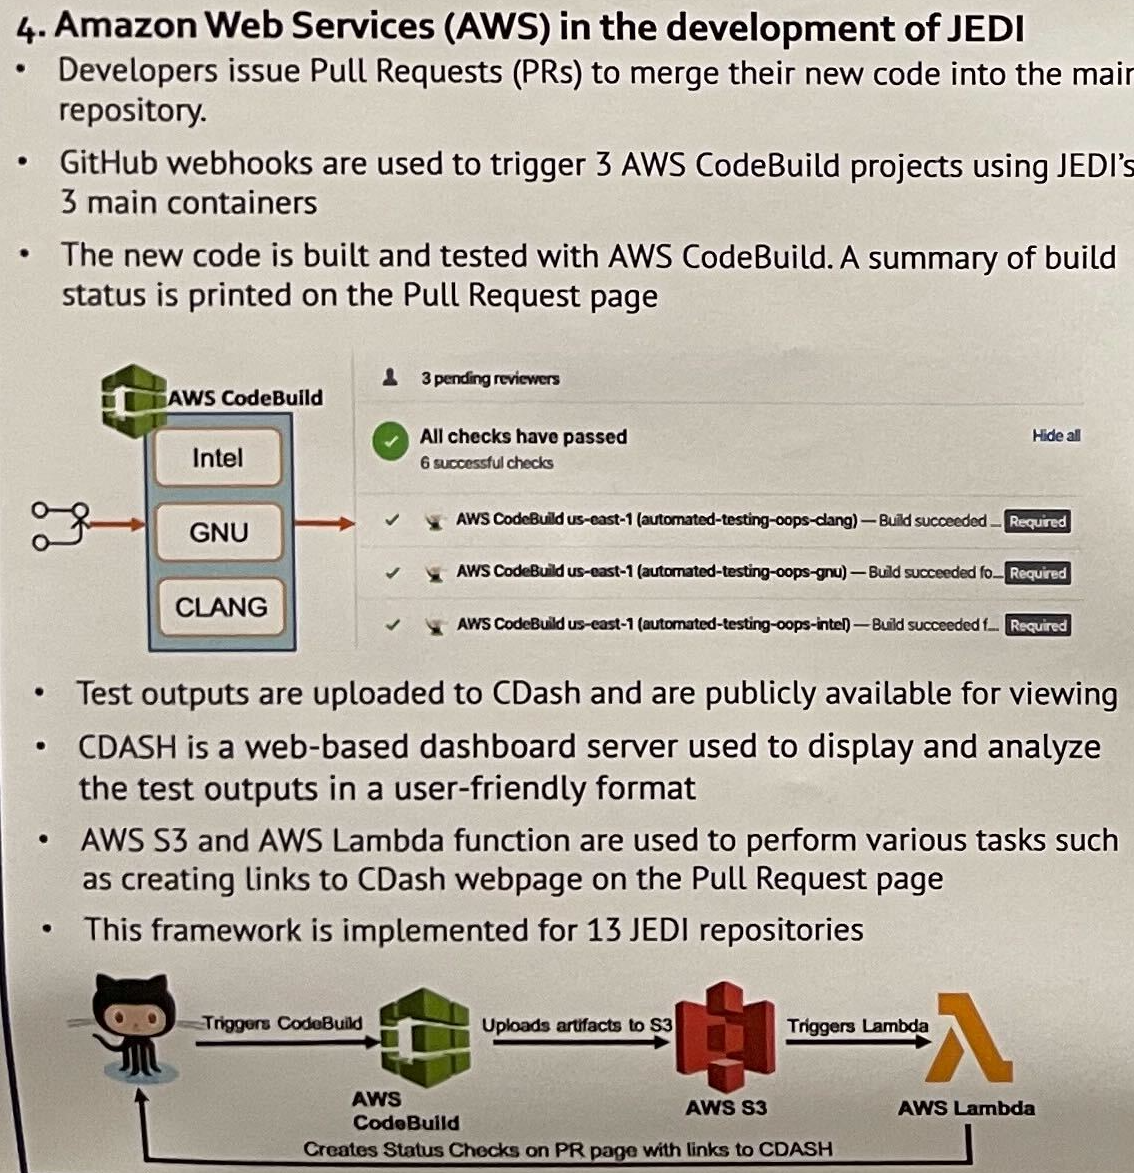 4. Amazon Web Services (AWS) in the development of JEDI
• Developers issue Pull Requests (PRs) to merge their new code into the main
repository.
• GitHub webhooks are used to trigger 3 AWS CodeBuild projects using JEDI's
3 main containers
• The new code is built and tested with AWS CodeBuild. A summary of build
status is printed on the Pull Request page
AWS CodeBuild
Intel
GNU
CLANG
3 pending reviewers
All checks have passed
Hide all
6 successful checks
AWS CodeBuild us-east-1 (automated-testing-oops-clang) — Build succeeded ... Required
AWS CodeBuild us-east-1 (automated-testing-oops-gnu) — Build succeeded fo... Required
AWS CodeBuild us-east-1 (automated-testing-oops-intel) — Build succeeded f... Required
• Test outputs are uploaded to CDash and are publicly available for viewing
• CDASH is a web-based dashboard server used to display and analyze
the test outputs in a user-friendly format
• AWS S3 and AWS Lambda function are used to perform various tasks such
as creating links to CDash webpage on the Pull Request page
• This framework is implemented for 13 JEDI repositories
Triggers CodeBuild
Uploads artifacts to S3
Triggers Lambda
AWS
CodeBuild
AWS S3
AWS Lambda
Creates Status Checks on PR page with links to CDASH